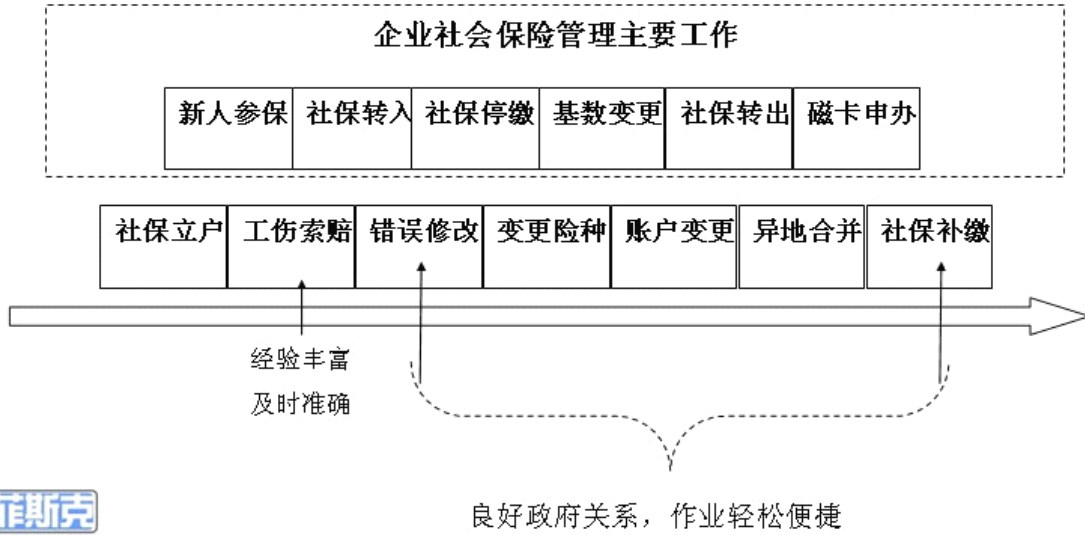 企业社会保险管理主要工作
新人参保 社保转入 社保停缴 基数变更 社保转出 磁卡申办
社保立户 工伤索赔 错误修改 变更险种 账户变更 异地合并 社保补缴
经验丰富
及时准确
良好政府关系，作业轻松便捷
菲斯克